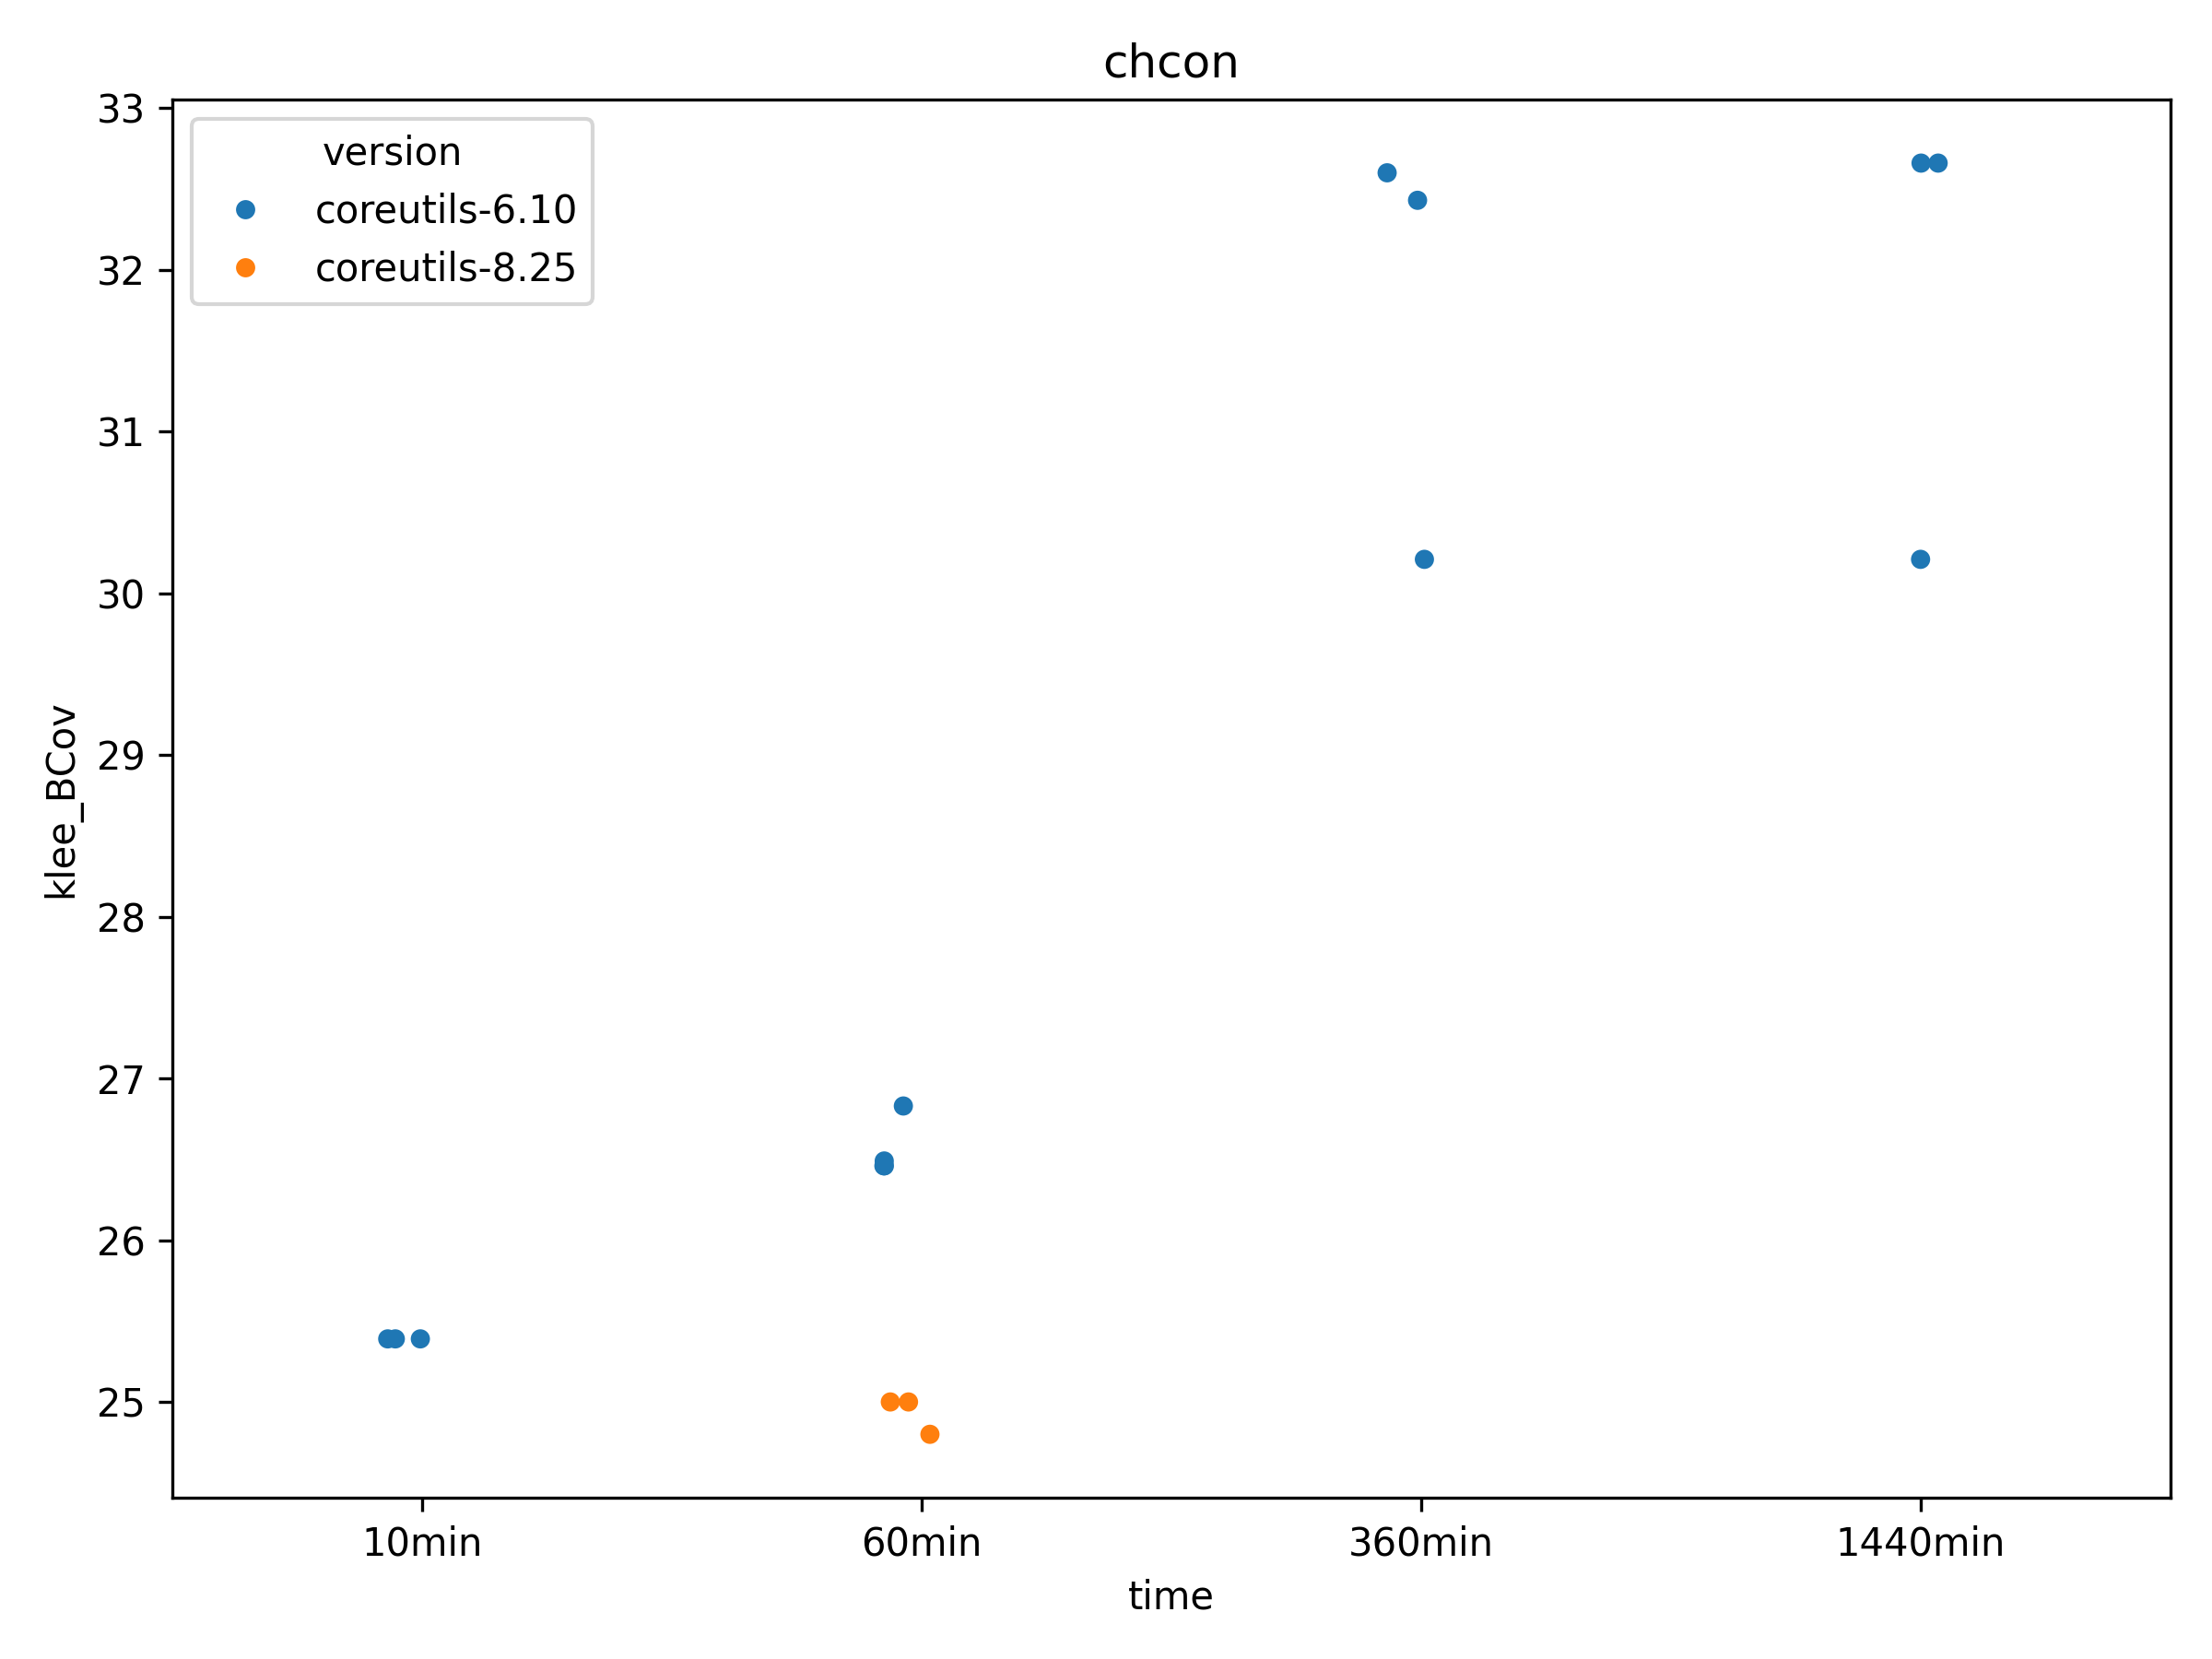 chcon
version
coreutils-6.10
coreutils-8.25
33
32
31
30
29
28
27
26
25
klee_BCov
10min
60min
360min
1440min
time